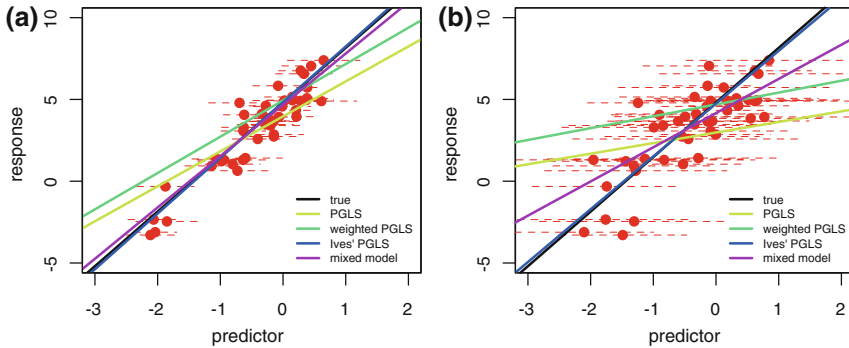 (a)
response
10
5
0
-5
true
PGLS
weighted PGLS
Ives' PGLS
mixed model
-3 -2 -1 0 1 2
predictor
(b)
response
10
5
0
-5
true
PGLS
weighted PGLS
Ives' PGLS
mixed model
-3 -2 -1 0 1 2
predictor